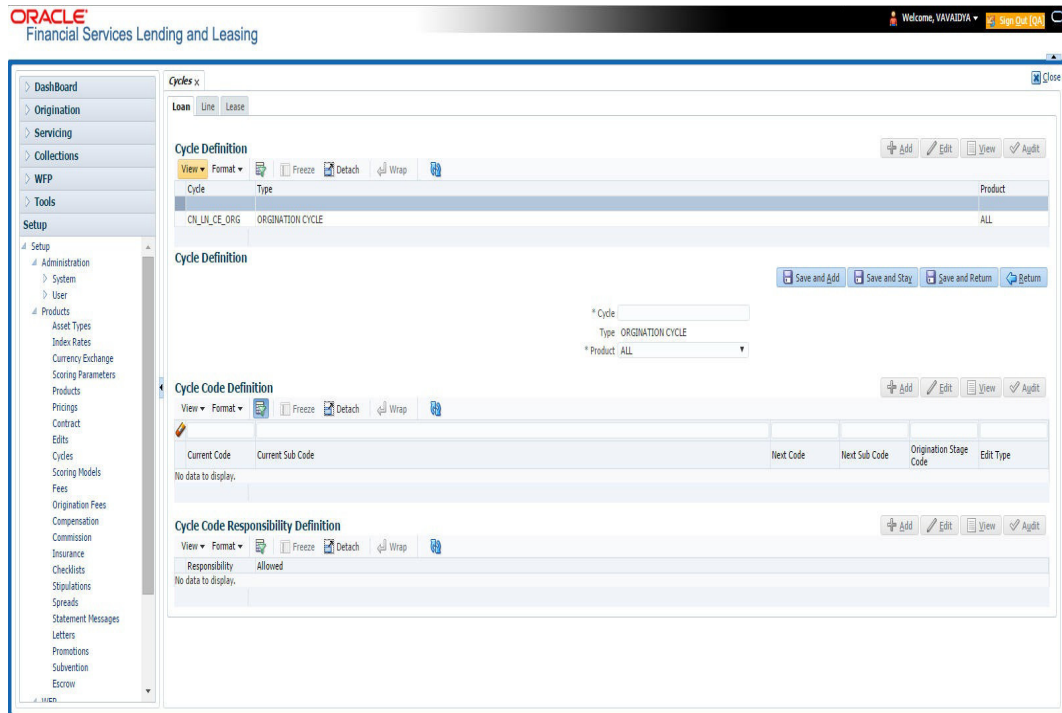 ORACLE'
Financial Services Lending and Leasing
Welcome, VAVAIDYA
Sign Out [QA]
DashBoard
Origination
Servicing
Collections
WFP
Tools
Setup
Setup
Administration
System
User
Products
Asset Types
Index Rates
Currency Exchange
Scoring Parameters
Products
Pricings
Contract
Edits
Cycles
Scoring Models
Fees
Origination Fees
Compensation
Commission
Insurance
Checklists
Stipulations
Spreads
Statement Messages
Letters
Promotions
Subvention
Escrow
WFP
Cycles x
Close
Loan Line Lease
Cycle Definition
Add Edit View Audit
View Format Freeze Detach Wrap
Cycle Type Product
CN_LN_CE_ORG ORGINATION CYCLE ALL
Cycle Definition
Save and Add Save and Stay Save and Return Return
* Cycle
Type ORGINATION CYCLE
* Product ALL
Cycle Code Definition
Add Edit View Audit
View Format Freeze Detach Wrap
Current Code Current Sub Code Next Code Next Sub Code Origination Stage Code Edit Type
No data to display.
Cycle Code Responsibility Definition
Add Edit View Audit
View Format Freeze Detach Wrap
Responsibility Allowed
No data to display.